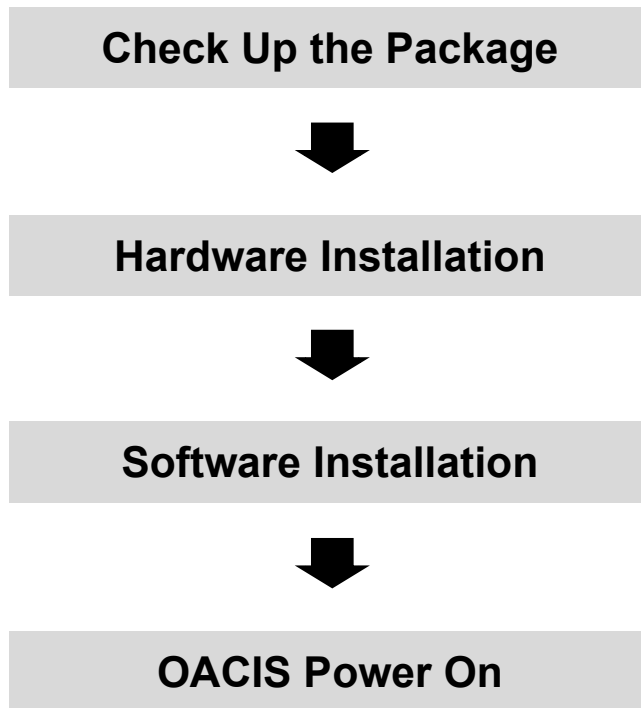 Check Up the Package
Hardware Installation
Software Installation
OACIS Power On